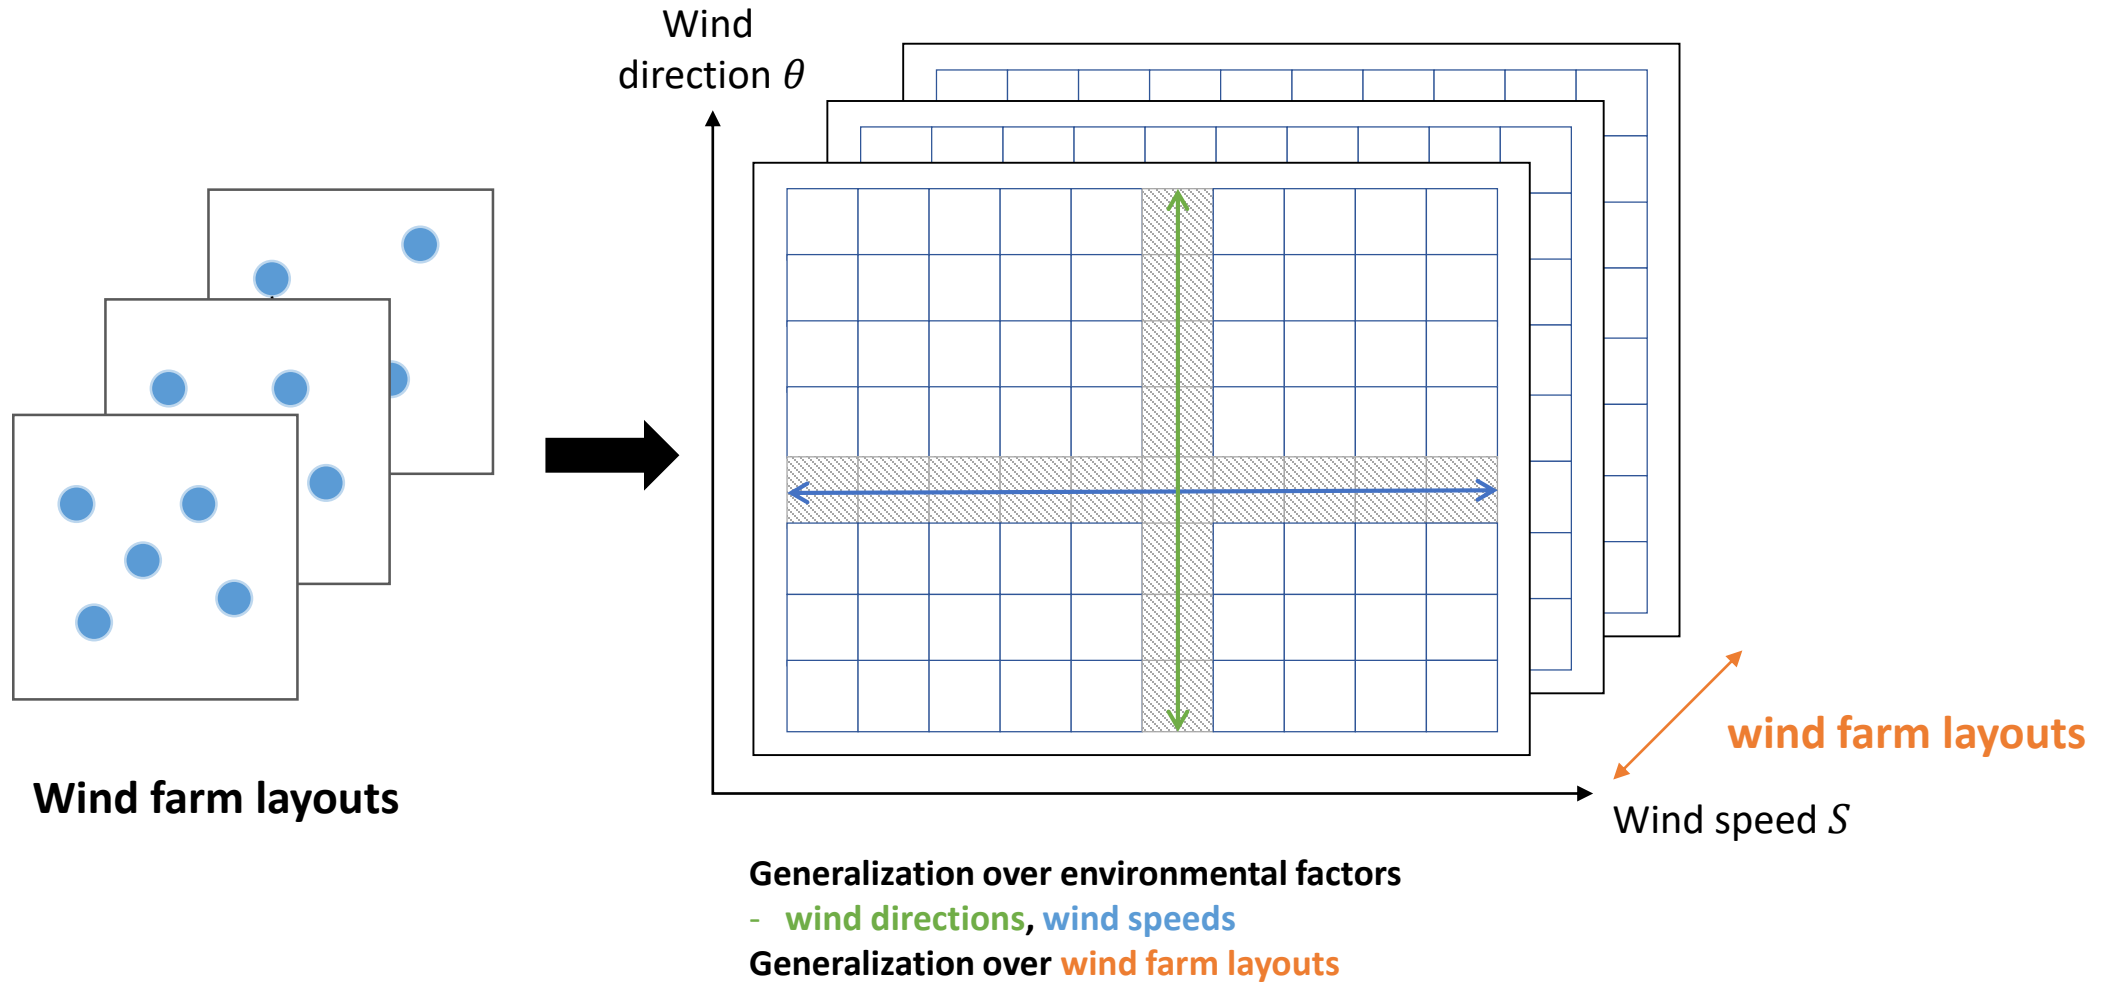 Wind
direction θ
wind farm layouts
Wind farm layouts
Wind speed S
Generalization over environmental factors
- wind directions, wind speeds
Generalization over wind farm layouts